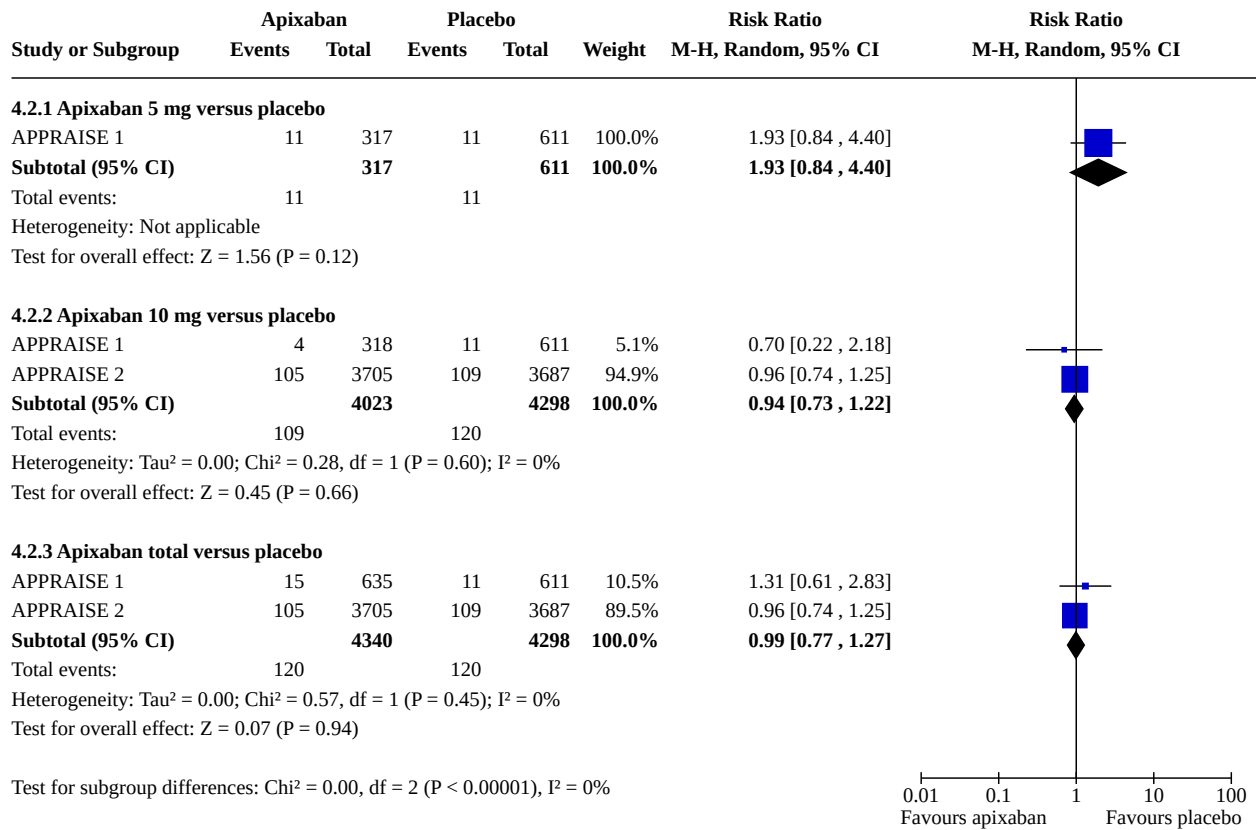 Apixaban Placebo Risk Ratio Risk Ratio
Study or Subgroup Events Total Events Total Weight M-H, Random, 95% CI M-H, Random, 95% CI
4.2.1 Apixaban 5 mg versus placebo
APPRAISE 1 11 317 11 611 100.0% 1.93 [0.84 , 4.40]
Subtotal (95% CI) 317 611 100.0% 1.93 [0.84 , 4.40]
Total events: 11 11
Heterogeneity: Not applicable
Test for overall effect: Z = 1.56 (P = 0.12)
4.2.2 Apixaban 10 mg versus placebo
APPRAISE 1 4 318 11 611 5.1% 0.70 [0.22 , 2.18]
APPRAISE 2 105 3705 109 3687 94.9% 0.96 [0.74 , 1.25]
Subtotal (95% CI) 4023 4298 100.0% 0.94 [0.73 , 1.22]
Total events: 109 120
Heterogeneity: Tau² = 0.00; Chi² = 0.28, df = 1 (P = 0.60); I² = 0%
Test for overall effect: Z = 0.45 (P = 0.66)
4.2.3 Apixaban total versus placebo
APPRAISE 1 15 635 11 611 10.5% 1.31 [0.61 , 2.83]
APPRAISE 2 105 3705 109 3687 89.5% 0.96 [0.74 , 1.25]
Subtotal (95% CI) 4340 4298 100.0% 0.99 [0.77 , 1.27]
Total events: 120 120
Heterogeneity: Tau² = 0.00; Chi² = 0.57, df = 1 (P = 0.45); I² = 0%
Test for overall effect: Z = 0.07 (P = 0.94)
Test for subgroup differences: Chi² = 0.00, df = 2 (P < 0.00001), I² = 0%
0.01 0.1 1 10 100
Favours apixaban Favours placebo